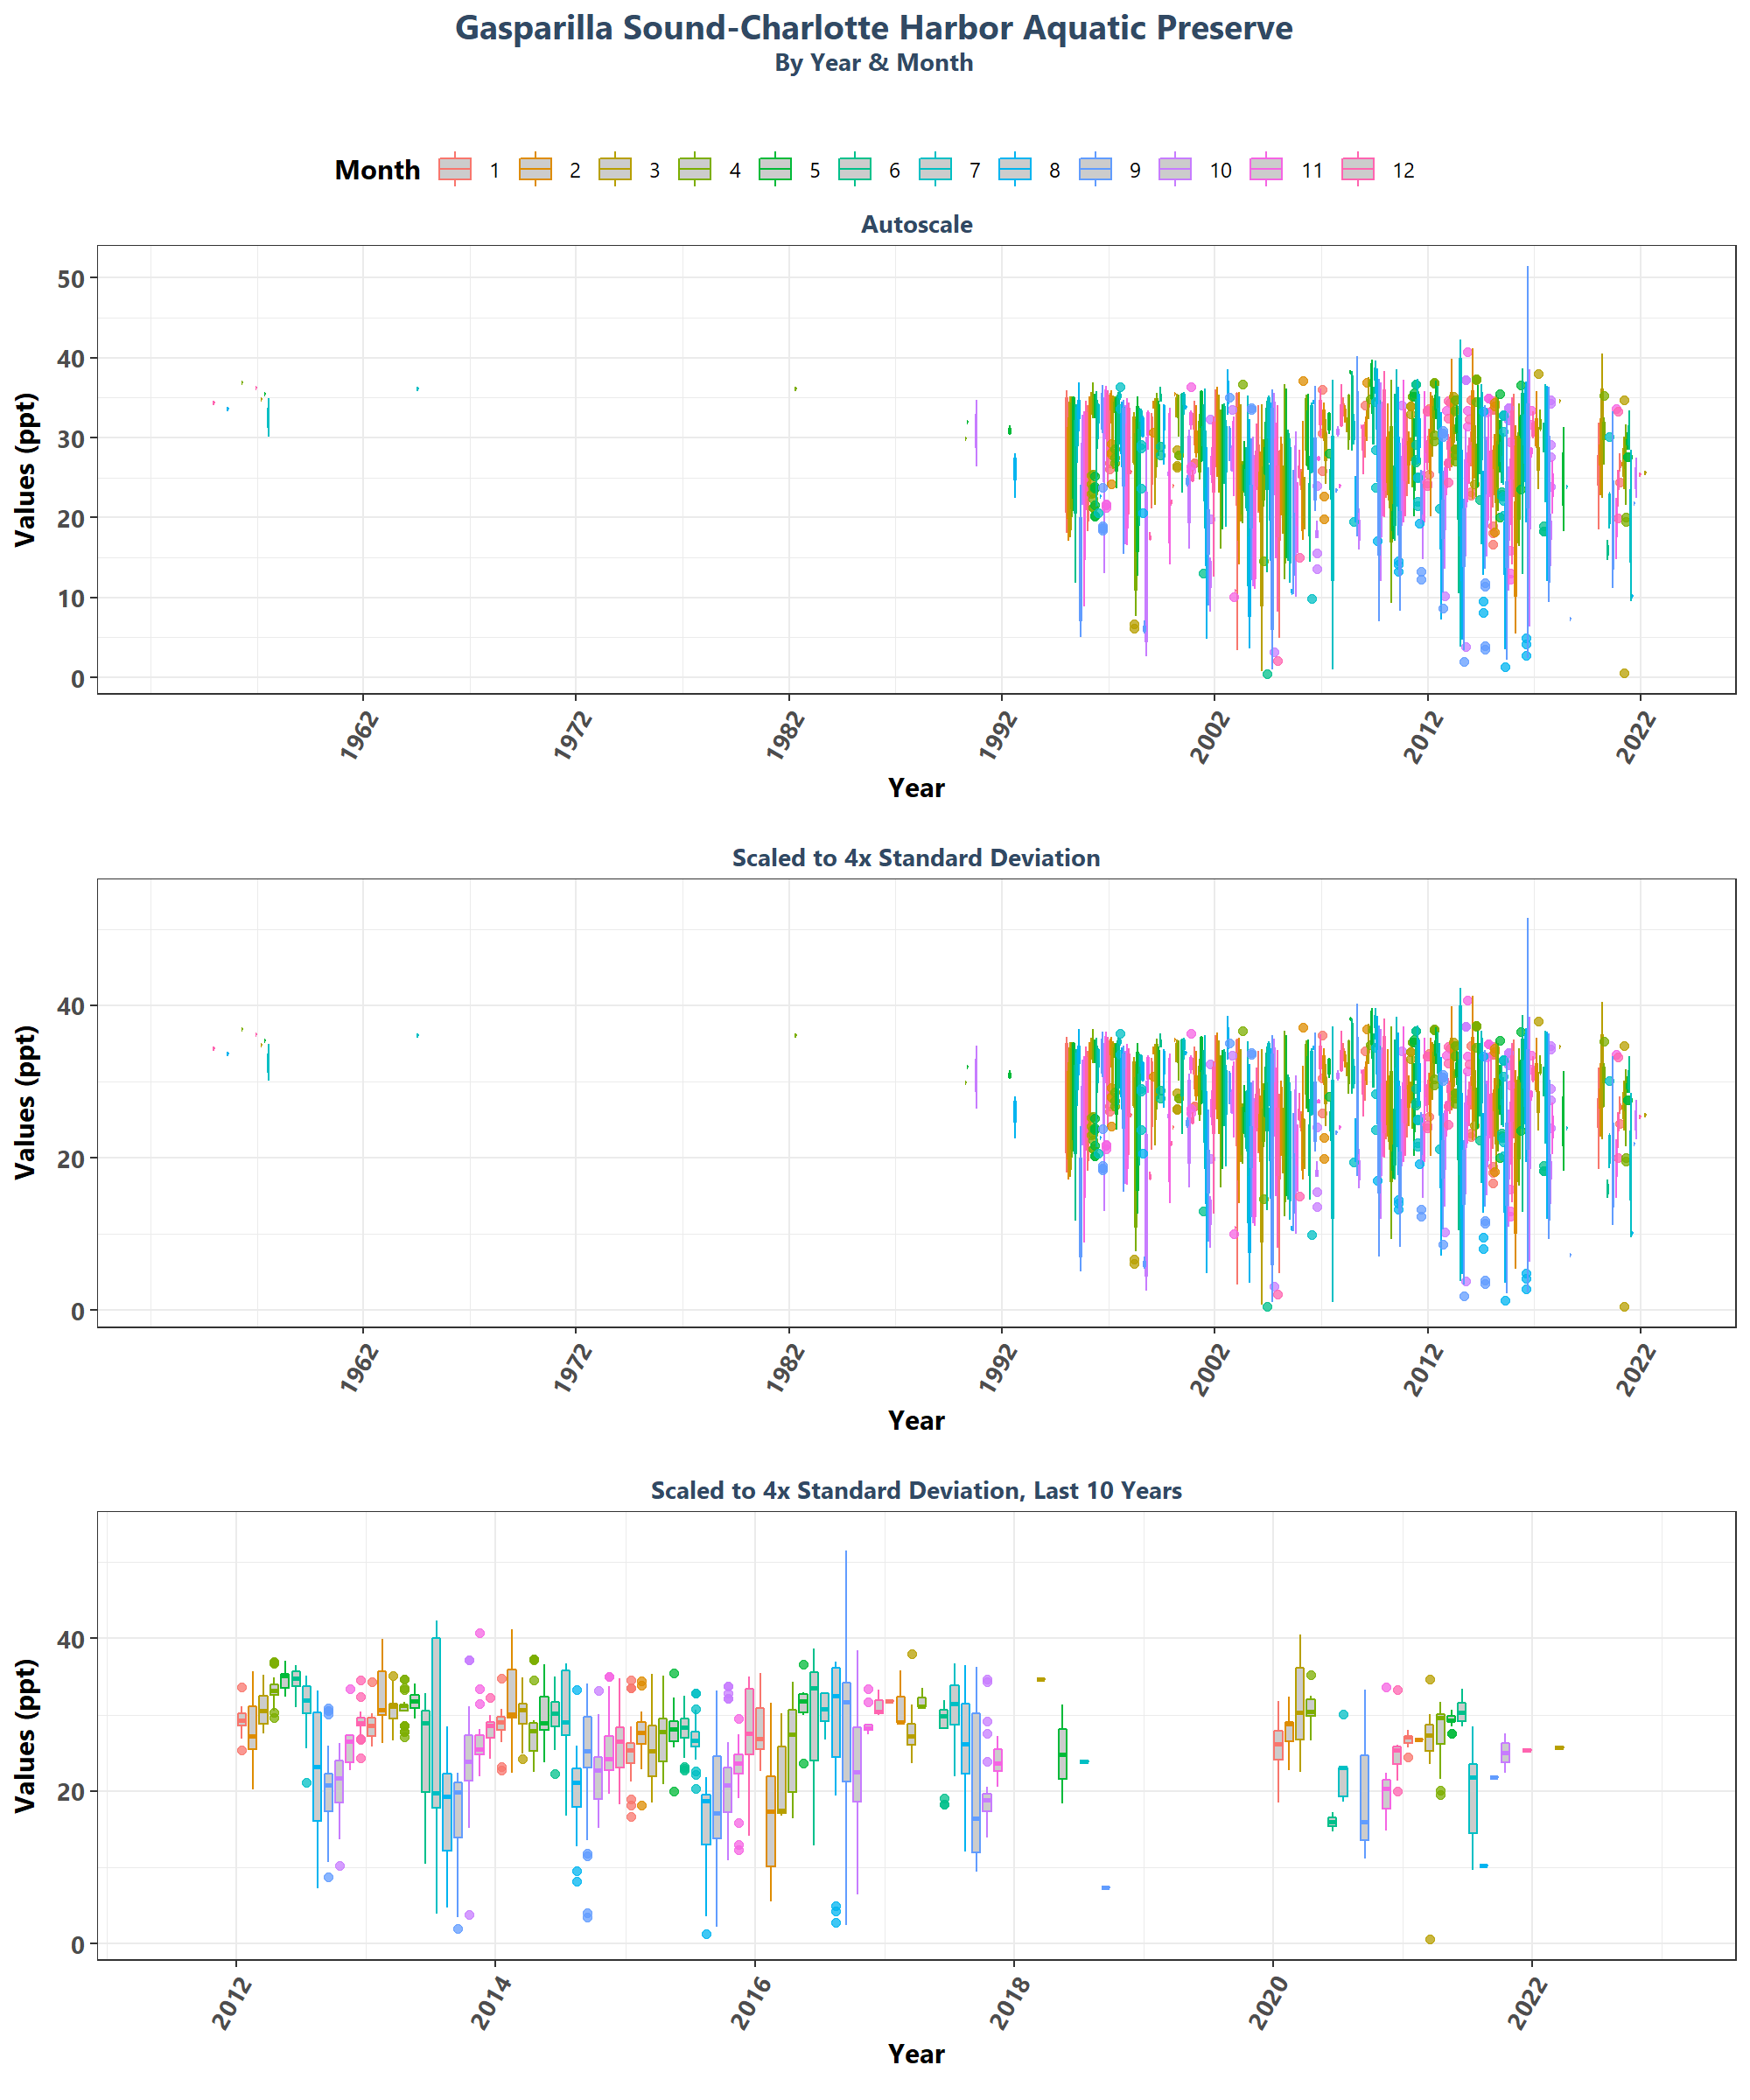 Gasparilla Sound-Charlotte Harbor Aquatic Preserve
By Year & Month
Month 1 2 3 4 5 6 7 8 9 10 11 12
Autoscale
Values (ppt)
50
40
30
20
10
0
1962 1972 1982 1992 2002 2012 2022
Year
Scaled to 4x Standard Deviation
Values (ppt)
40
20
0
1962 1972 1982 1992 2002 2012 2022
Year
Scaled to 4x Standard Deviation, Last 10 Years
Values (ppt)
40
20
0
2012 2014 2016 2018 2020 2022
Year